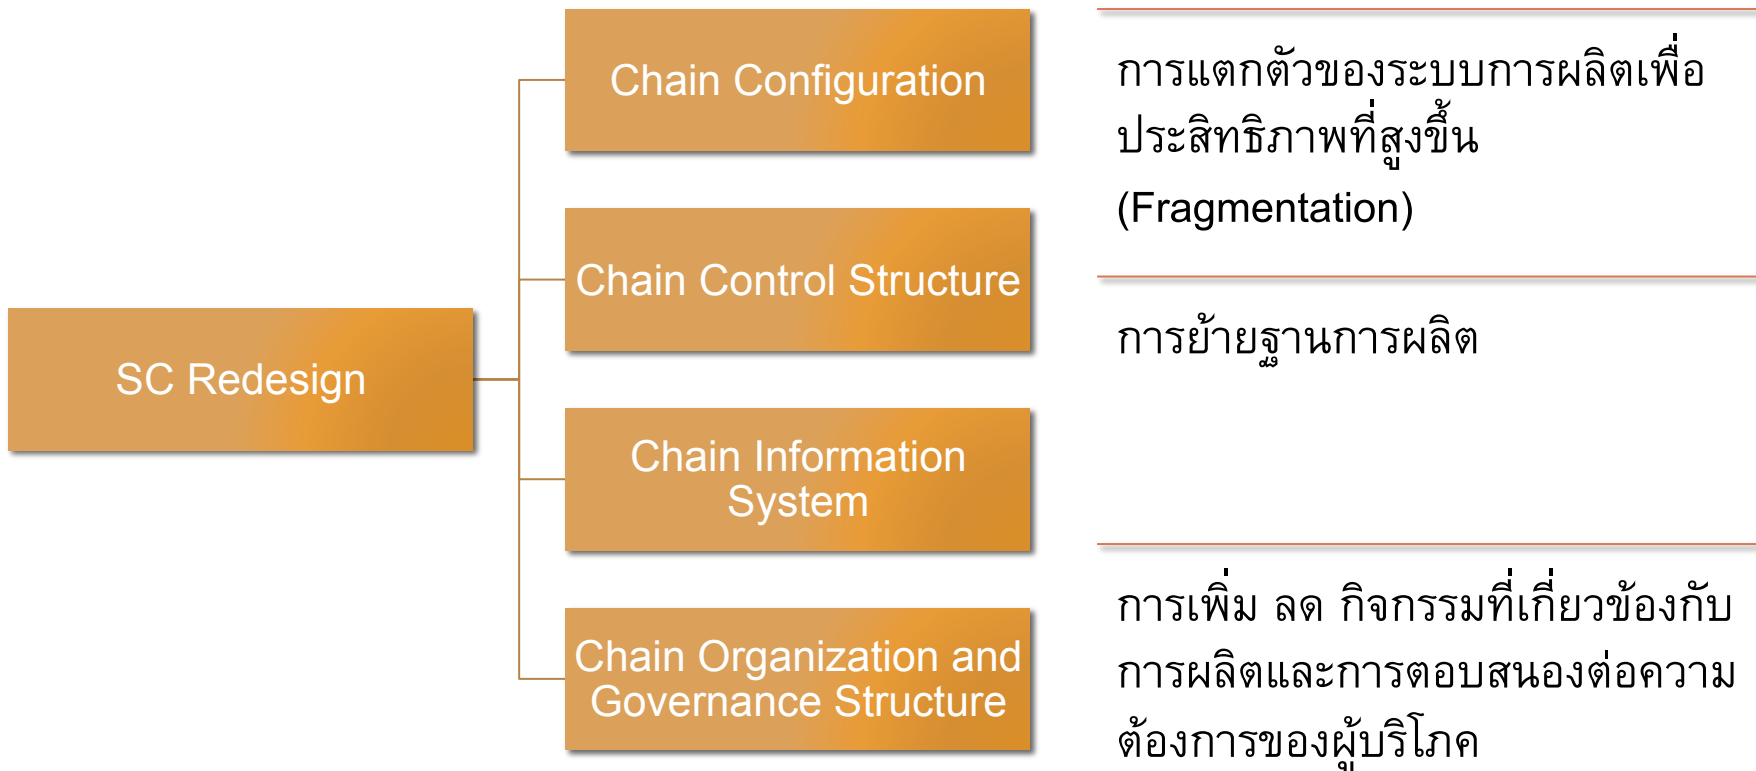 SC Redesign
Chain Configuration
Chain Control Structure
Chain Information
System
Chain Organization and
Governance Structure
การแตกตัวของระบบการผลิตเพื่อ
ประสิทธิภาพที่สูงขึ้น
(Fragmentation)
การย้ายฐานการผลิต
การเพิ่ม ลด กิจกรรมที่เกี่ยวข้องกับ
การผลิตและการตอบสนองต่อความ
ต้องการของผู้บริโภค